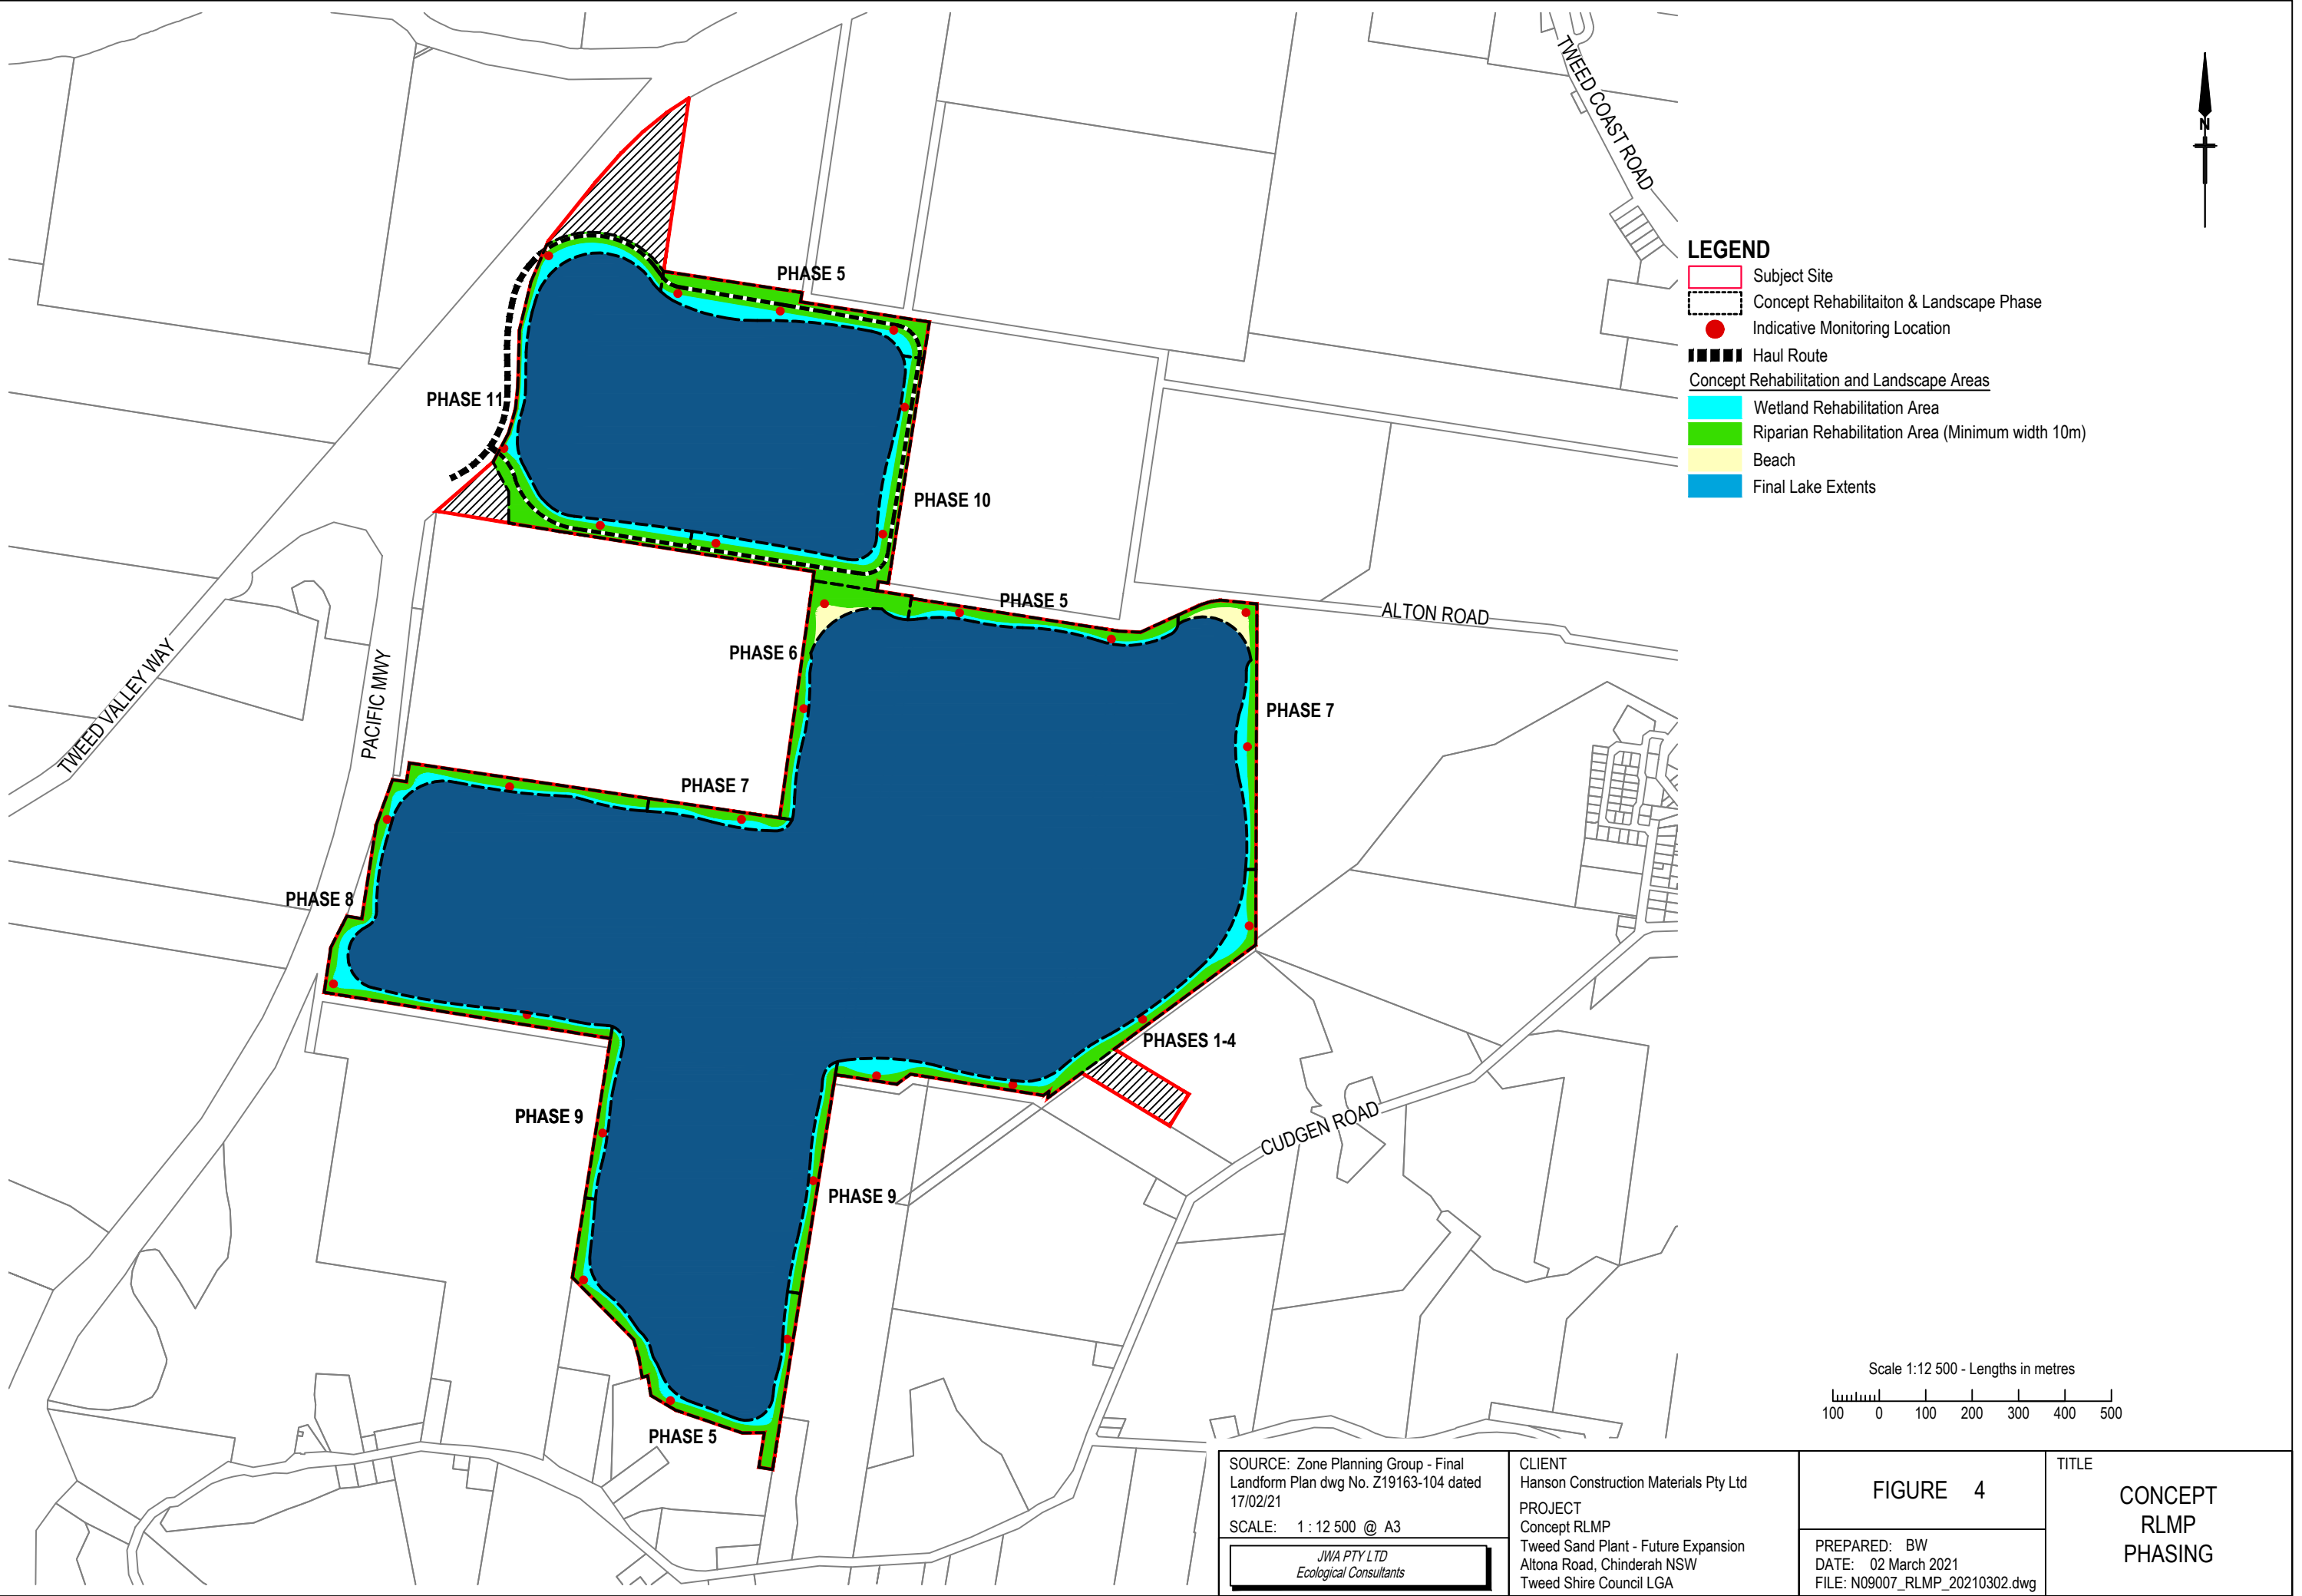 TWEED COAST ROAD
N
LEGEND
Subject Site
Concept Rehabilitaiton & Landscape Phase
Indicative Monitoring Location
Haul Route
Concept Rehabilitation and Landscape Areas
Wetland Rehabilitation Area
Riparian Rehabilitation Area (Minimum width 10m)
Beach
Final Lake Extents
PHASE 5
PHASE 11
PHASE 10
PHASE 5
ALTON ROAD
PHASE 6
TWEED VALLEY WAY
PACIFIC MWY
PHASE 7
PHASE 7
PHASE 8
PHASES 1-4
PHASE 9
CUDGEN ROAD
PHASE 9
PHASE 5
Scale 1:12 500 - Lengths in metres
100 0 100 200 300 400 500
SOURCE: Zone Planning Group - Final
Landform Plan dwg No. Z19163-104 dated
17/02/21
SCALE: 1 : 12 500 @ A3
JWA PTY LTD
Ecological Consultants
CLIENT
Hanson Construction Materials Pty Ltd
PROJECT
Concept RLMP
Tweed Sand Plant - Future Expansion
Altona Road, Chinderah NSW
Tweed Shire Council LGA
FIGURE 4
PREPARED: BW
DATE: 02 March 2021
FILE: N09007_RLMP_20210302.dwg
TITLE
CONCEPT
RLMP
PHASING